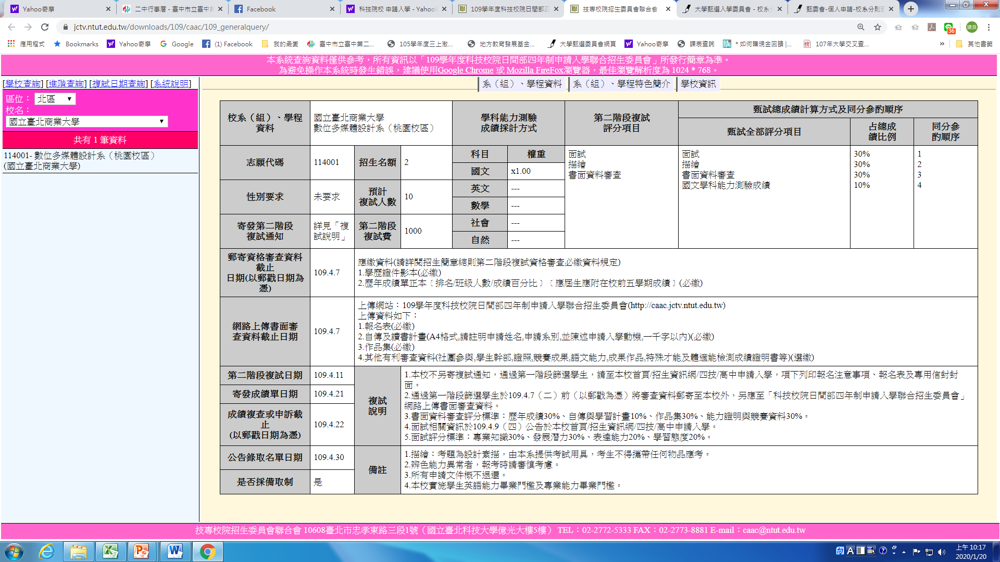 Yahoo奇摩
二中行事曆 - 臺中市立臺中
Facebook
科技院校 申請入學 - Yahoo
109學年度科技校院日間部四
技專校院招生委員會聯合會
大學甄選入學委員會 - 校系
甄委會-個人申請-校系分則
jctv.ntut.edu.tw/downloads/109/caac/109_generalquery/
36
建良
應用程式
Bookmarks
Yahoo奇摩
Google
(1) Facebook
我的最愛
臺中市立臺中第二...
105學年度三上激...
地方教育發展基金...
大學甄選委員會網頁
Yahoo奇摩
課表查詢
* 如何賺現金回饋 |...
107年大學交叉查...
»
其他書籤
本系統查詢資料僅供參考，所有資訊以「109學年度科技校院日間部四年制申請入學聯合招生委員會」所發行簡章為準。
為避免操作本系統時發生錯誤，建議使用Google Chrome 或 Mozilla FireFox瀏覽器，最佳瀏覽解析度為 1024 * 768。
[學校查詢] [進階查詢] [複試日期查詢] [系統說明]
區位： 北區
校名：
國立臺北商業大學
共有 1 筆資料
114001- 數位多媒體設計系（桃園校區）
(國立臺北商業大學)
系（組）、學程資料
系（組）、學程特色簡介
學校資訊
校系（組）、學程
資料
國立臺北商業大學
數位多媒體設計系（桃園校區）
學科能力測驗
成績採計方式
第二階段複試
評分項目
甄試總成績計算方式及同分參酌順序
甄試全部評分項目
占總成
績比例
同分參
酌順序
志願代碼
114001
招生名額
2
科目
權重
國文
x1.00
英文
---
數學
---
社會
---
自然
---
面試
描繪
書面資料審查
面試 30% 1
描繪 30% 2
書面資料審查 30% 3
國文學科能力測驗成績 10% 4
性別要求
未要求
預計
複試人數
10
寄發第二階段
複試通知
詳見「複
試說明」
第二階段
複試費
1000
郵寄資格審查資料
截止
日期(以郵戳日期為
憑)
109.4.7
應繳資料(請詳閱招生簡章總則第二階段複試資格審查必繳資料規定)
1.學歷證件影本(必繳)
2.歷年成績單正本﹝排名/班級人數/成績百分比﹞﹝應屆生應附在校前五學期成績﹞(必繳)
網路上傳書面審
查資料截止日期
109.4.7
上傳網站：109學年度科技校院日間部四年制申請入學聯合招生委員會(http://caac.jctv.ntut.edu.tw)
上傳資料如下：
1.報名表(必繳)
2.自傳及讀書計畫(A4格式,請註明申請姓名,申請系別,並陳述申請入學動機,一千字以內)(必繳)
3.作品集(必繳)
4.其他有利審查資料(社團參與,學生幹部,證照,競賽成果,語文能力,成果作品,特殊才能及體適能檢測成績證明書等)(選繳)
第二階段複試日期
109.4.11
寄發成績單日期
109.4.21
成績複查或申訴截
止
(以郵戳日期為憑)
109.4.22
複試
說明
1.本校不另寄複試通知，通過第一階段篩選學生，請至本校首頁/招生資訊網/四技/高中申請入學，項下列印報名注意事項、報名表及專用信封封
面。
2.通過第一階段篩選學生於109.4.7（二）前（以郵戳為憑）將審查資料郵寄至本校外，另應至「科技校院日間部四年制申請入學聯合招生委員會」
網路上傳書面審查資料。
3.書面資料審查評分標準：歷年成績30%、自傳與學習計畫10%、作品集30%、能力證明與競賽資料30%。
4.面試相關資訊於109.4.9（四）公告於本校首頁/招生資訊網/四技/高中申請入學。
5.面試評分標準：專業知識30%、發展潛力30%、表達能力20%、學習態度20%。
公告錄取名單日期
109.4.30
是否採備取制
是
備註
1.描繪：考題為設計素描，由本系提供考試用具，考生不得攜帶任何物品應考。
2.辨色能力異常者，報考時請審慎考慮。
3.所有申請文件概不退還。
4.本校實施學生英語能力畢業門檻及專業能力畢業門檻。
技專校院招生委員會聯合會 10608臺北市忠孝東路三段1號（國立臺北科技大學億光大樓5樓） TEL：02-2772-5333 FAX：02-2773-8881 E-mail：caac@ntut.edu.tw
上午 10:17
2020/1/20